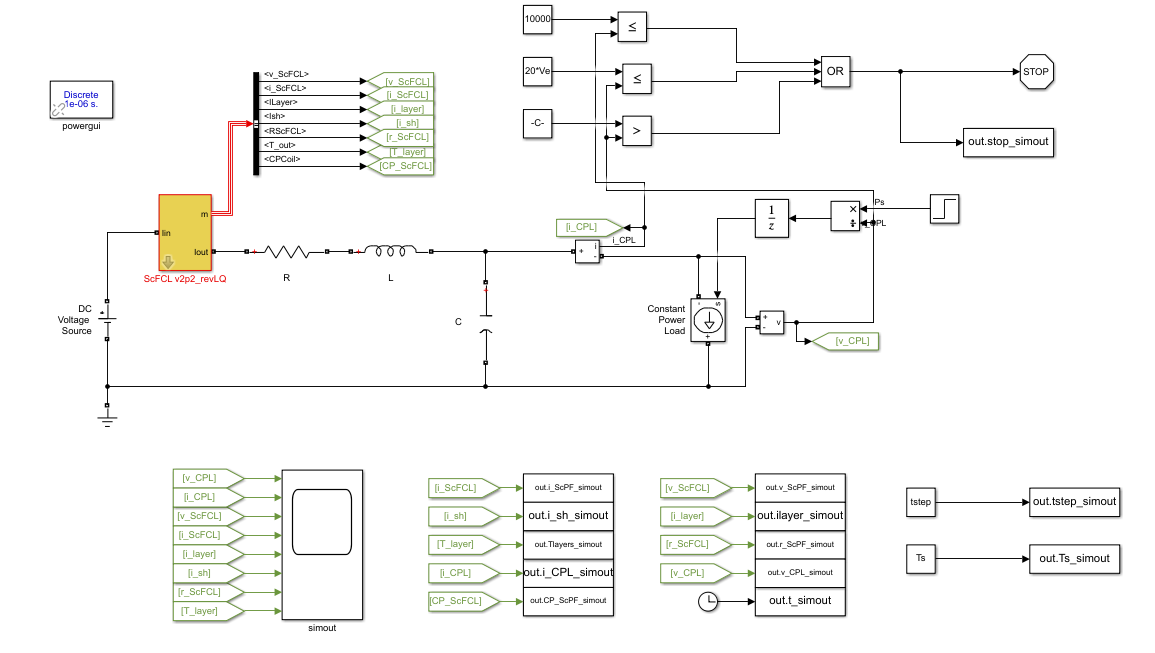 10000
≤
20*Ve
≤
-C-
>
OR
STOP
out.stop_simout
Discrete
1e-06 s.
powergui
<v_ScFCL>
[v_ScFCL]
<i_ScFCL>
[i_ScFCL]
<ILayer>
[i_layer]
<Ish>
[i_sh]
<RScFCL>
[r_ScFCL]
<T_out>
[T_layer]
<CPCoil>
[CP_ScFCL]
m
Iin
Iout
ScFCL v2p2_revLQ
R
L
C
DC
Voltage
Source
[i_CPL]
i_CPL
+
i
-
1
z
×
÷
Ps
Constant
Power
Load
-
s
+
+
-
v
[v_CPL]
[v_CPL]
[i_CPL]
[v_ScFCL]
[i_ScFCL]
[i_layer]
[i_sh]
[r_ScFCL]
[T_layer]
simout
[i_ScFCL]
out.i_ScPF_simout
[i_sh]
out.i_sh_simout
[T_layer]
out.Tlayers_simout
[i_CPL]
out.i_CPL_simout
[CP_ScFCL]
out.CP_ScPF_simout
[v_ScFCL]
out.v_ScPF_simout
[i_layer]
out.ilayer_simout
[r_ScFCL]
out.r_ScPF_simout
[v_CPL]
out.v_CPL_simout
out.t_simout
tstep
out.tstep_simout
Ts
out.Ts_simout